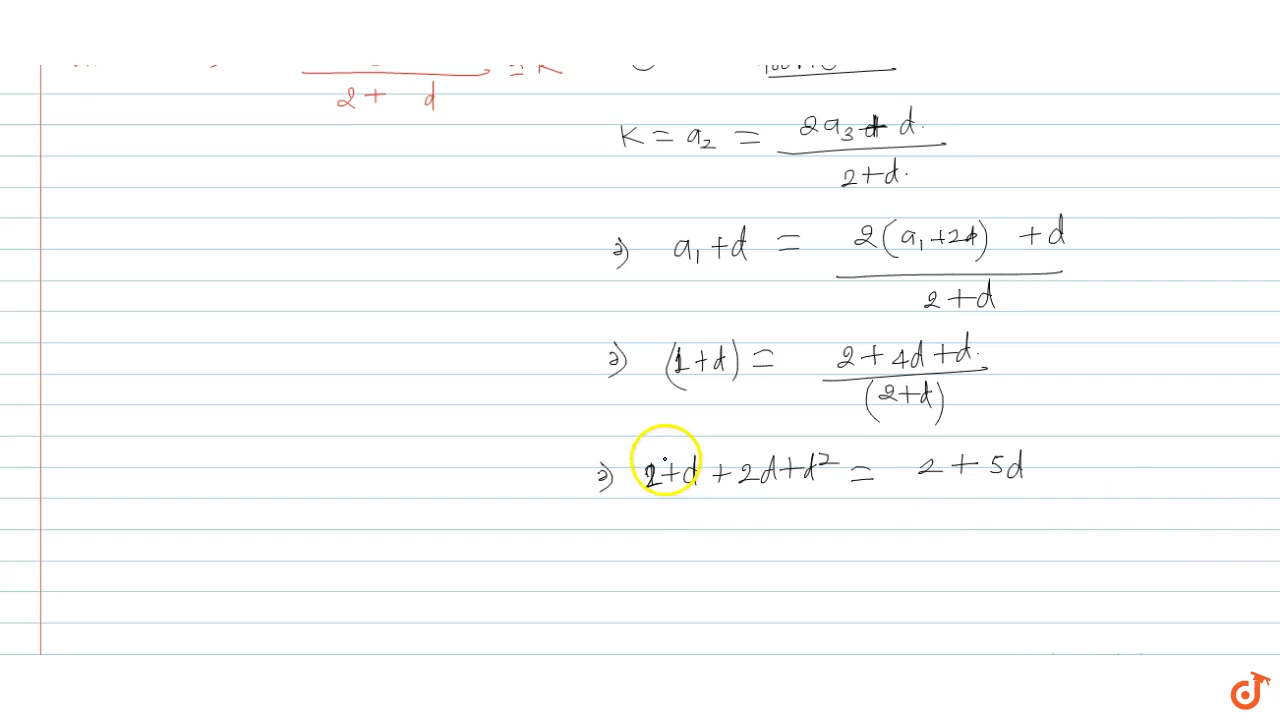 = K
2 + d
K = a₂ = 2a₃ + d.
2+d.
⇒) a₁ + d = 2(a₁ + 2d) + d
2 + d
⇒) (1 + d) = 2 + 4d + d.
(2+d)
⇒) 2 + d + 2d + d² = 2 + 5d